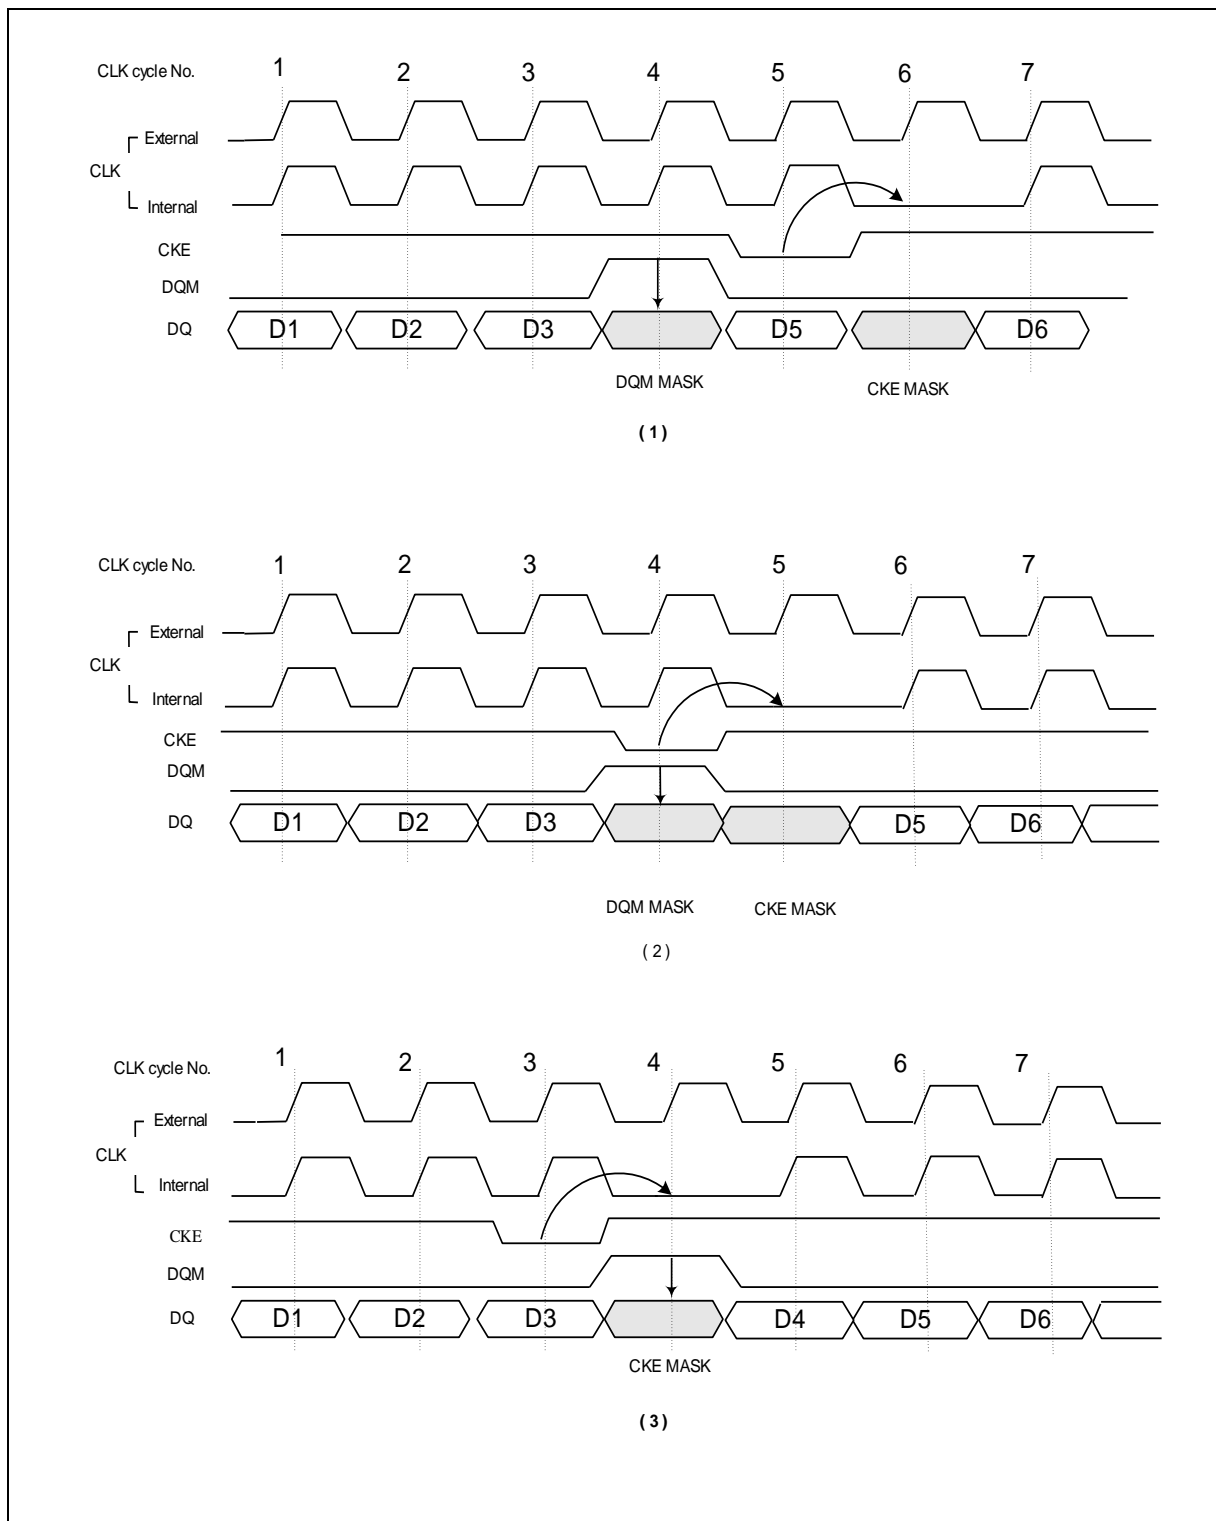 CLK cycle No. 1 2 3 4 5 6 7
External
CLK
Internal
CKE
DQM
DQ D1 D2 D3 D5 D6
DQM MASK CKE MASK
( 1 )
CLK cycle No. 1 2 3 4 5 6 7
External
CLK
Internal
CKE
DQM
DQ D1 D2 D3 D5 D6
DQM MASK CKE MASK
( 2 )
CLK cycle No. 1 2 3 4 5 6 7
External
CLK
Internal
CKE
DQM
DQ D1 D2 D3 D4 D5 D6
CKE MASK
( 3 )